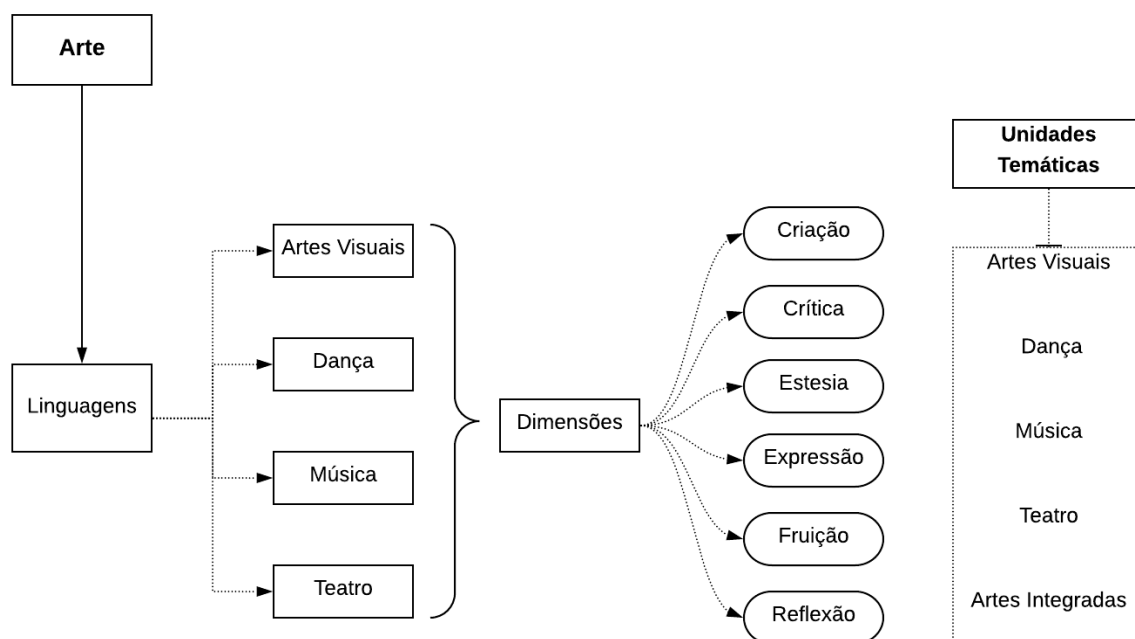 Arte
Linguagens
Artes Visuais
Dança
Música
Teatro
Dimensões
Criação
Crítica
Estesia
Expressão
Fruição
Reflexão
Unidades
Temáticas
Artes Visuais
Dança
Música
Teatro
Artes Integradas